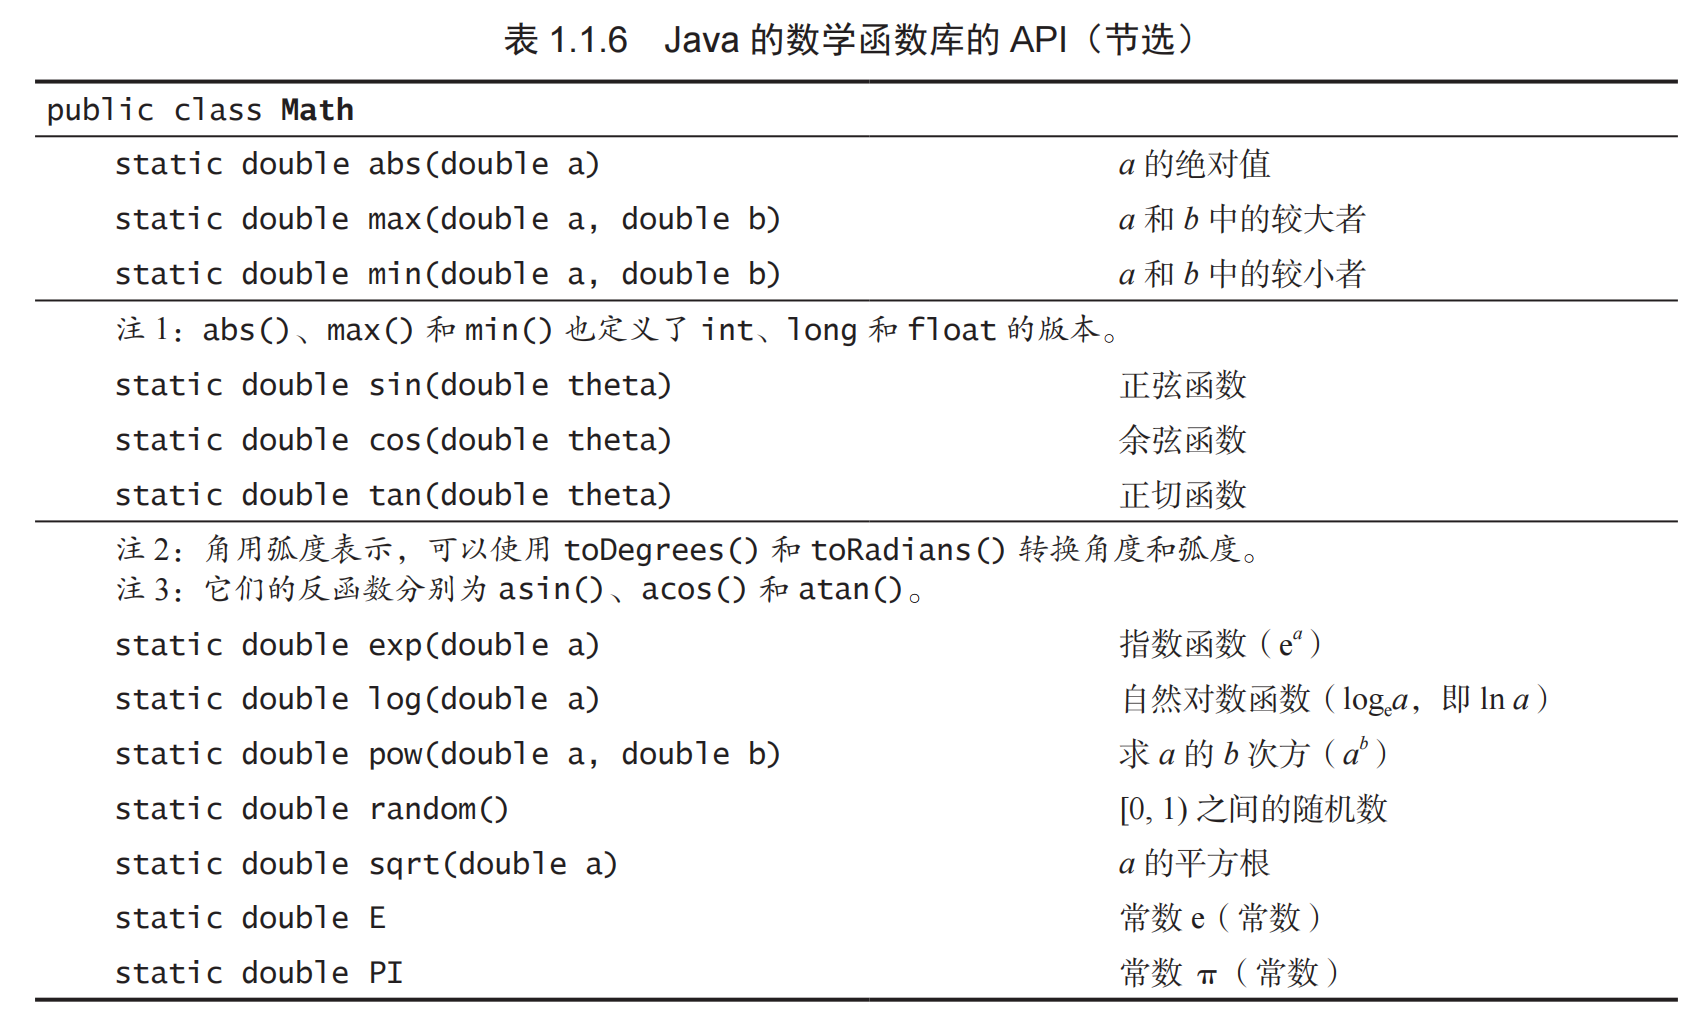 表 1.1.6 Java 的数学函数库的 API（节选）
public class Math
static double abs(double a) a 的绝对值
static double max(double a, double b) a 和 b 中的较大者
static double min(double a, double b) a 和 b 中的较小者
注 1：abs()、max() 和 min() 也定义了 int、long 和 float 的版本。
static double sin(double theta) 正弦函数
static double cos(double theta) 余弦函数
static double tan(double theta) 正切函数
注 2：角用弧度表示，可以使用 toDegrees() 和 toRadians() 转换角度和弧度。
注 3：它们的反函数分别为 asin()、acos() 和 atan()。
static double exp(double a) 指数函数（eᵃ）
static double log(double a) 自然对数函数（logₑa，即 ln a）
static double pow(double a, double b) 求 a 的 b 次方（aᵇ）
static double random() [0, 1) 之间的随机数
static double sqrt(double a) a 的平方根
static double E 常数 e（常数）
static double PI 常数 π（常数）